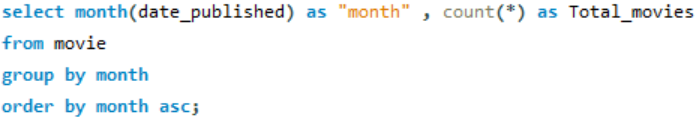 select month(date_published) as "month" , count(*) as Total_movies
from movie
group by month
order by month asc;